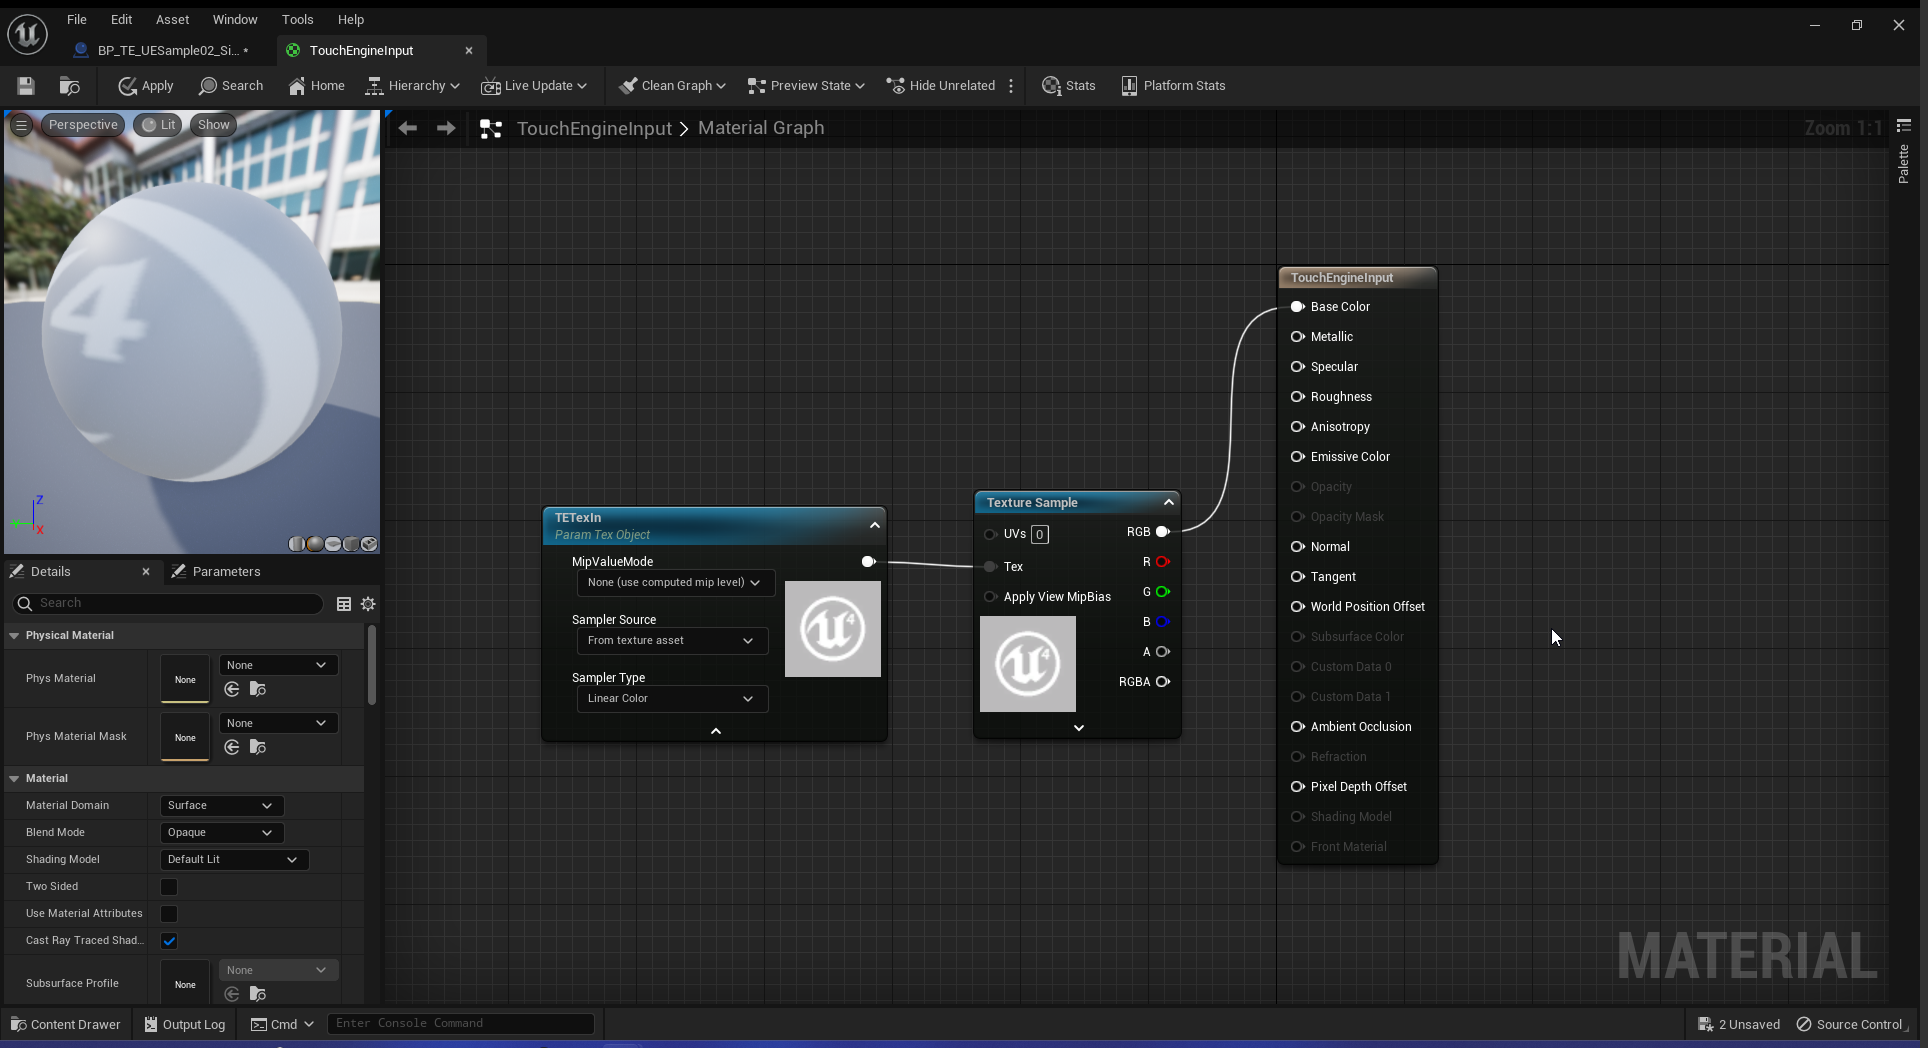 File Edit Asset Window Tools Help
BP_TE_UESample02_Si... •
TouchEngineInput
Apply Search Home Hierarchy Live Update Clean Graph Preview State Hide Unrelated Stats Platform Stats
Perspective Lit Show
TouchEngineInput > Material Graph
Zoom 1:1
Palette
4
Z
Y
X
Details
Parameters
Search
Physical Material
Phys Material
None
None
Phys Material Mask
None
None
Material
Material Domain
Surface
Blend Mode
Opaque
Shading Model
Default Lit
Two Sided
Use Material Attributes
Cast Ray Traced Shad...
Subsurface Profile
None
None
TETexIn
Param Tex Object
MipValueMode
None (use computed mip level)
Sampler Source
From texture asset
Sampler Type
Linear Color
4
Texture Sample
UVs 0
RGB
Tex
R
Apply View MipBias
G
B
A
RGBA
4
TouchEngineInput
Base Color
Metallic
Specular
Roughness
Anisotropy
Emissive Color
Opacity
Opacity Mask
Normal
Tangent
World Position Offset
Subsurface Color
Custom Data 0
Custom Data 1
Ambient Occlusion
Refraction
Pixel Depth Offset
Shading Model
Front Material
MATERIAL
Content Drawer Output Log Cmd Enter Console Command
2 Unsaved Source Control